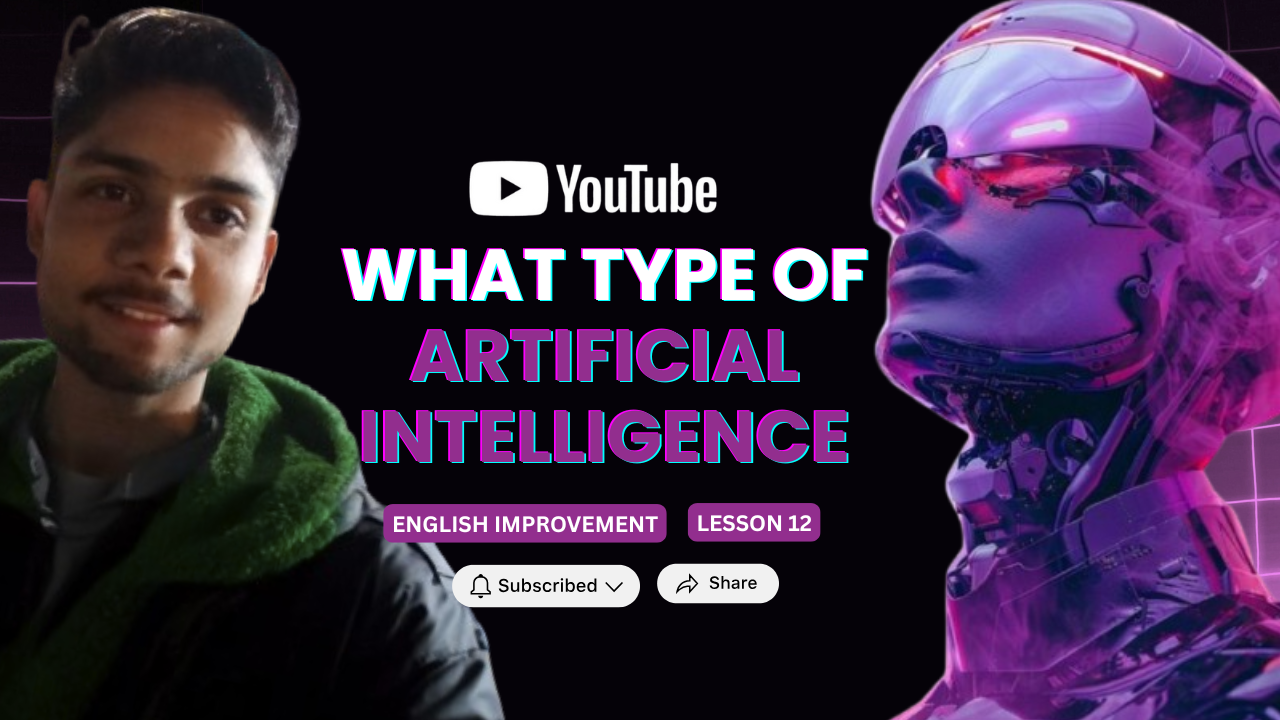 YouTube
WHAT TYPE OF
ARTIFICIAL
INTELLIGENCE
ENGLISH IMPROVEMENT LESSON 12
Subscribed Share